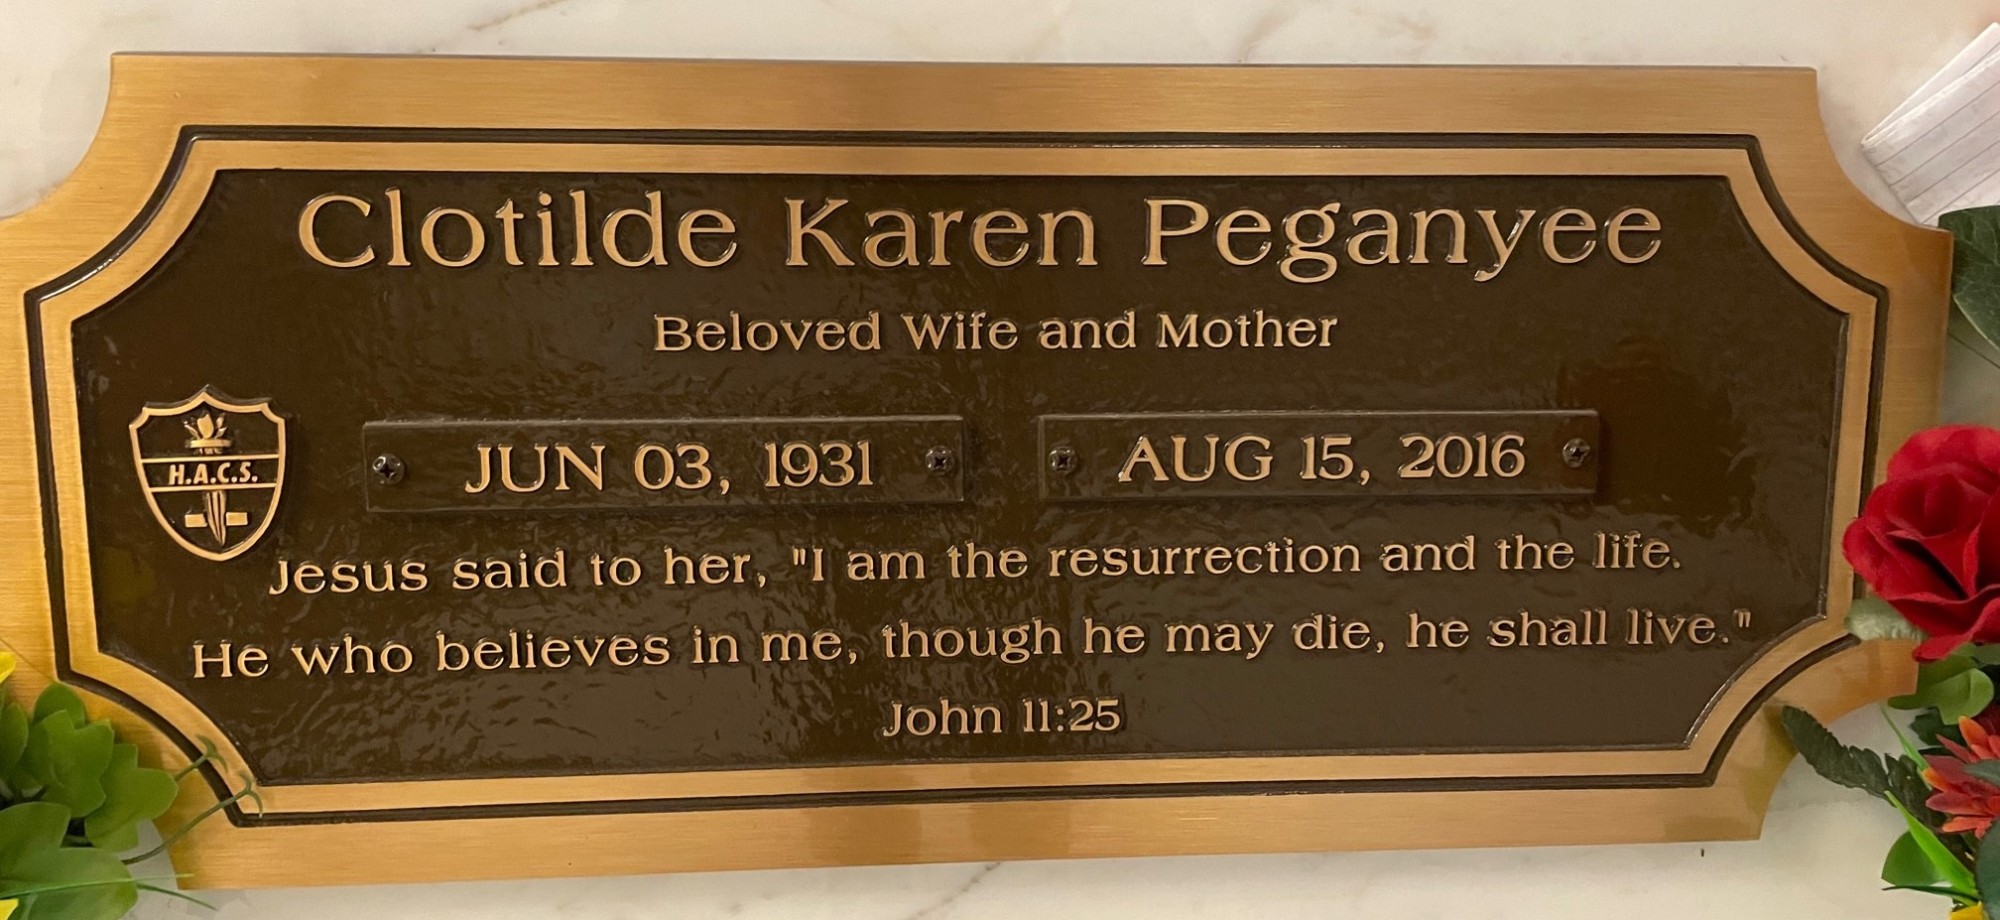 Clotilde Karen Peganyee
Beloved Wife and Mother
H.A.C.S.
JUN 03, 1931
AUG 15, 2016
Jesus said to her, "I am the resurrection and the life.
He who believes in me, though he may die, he shall live."
John 11:25